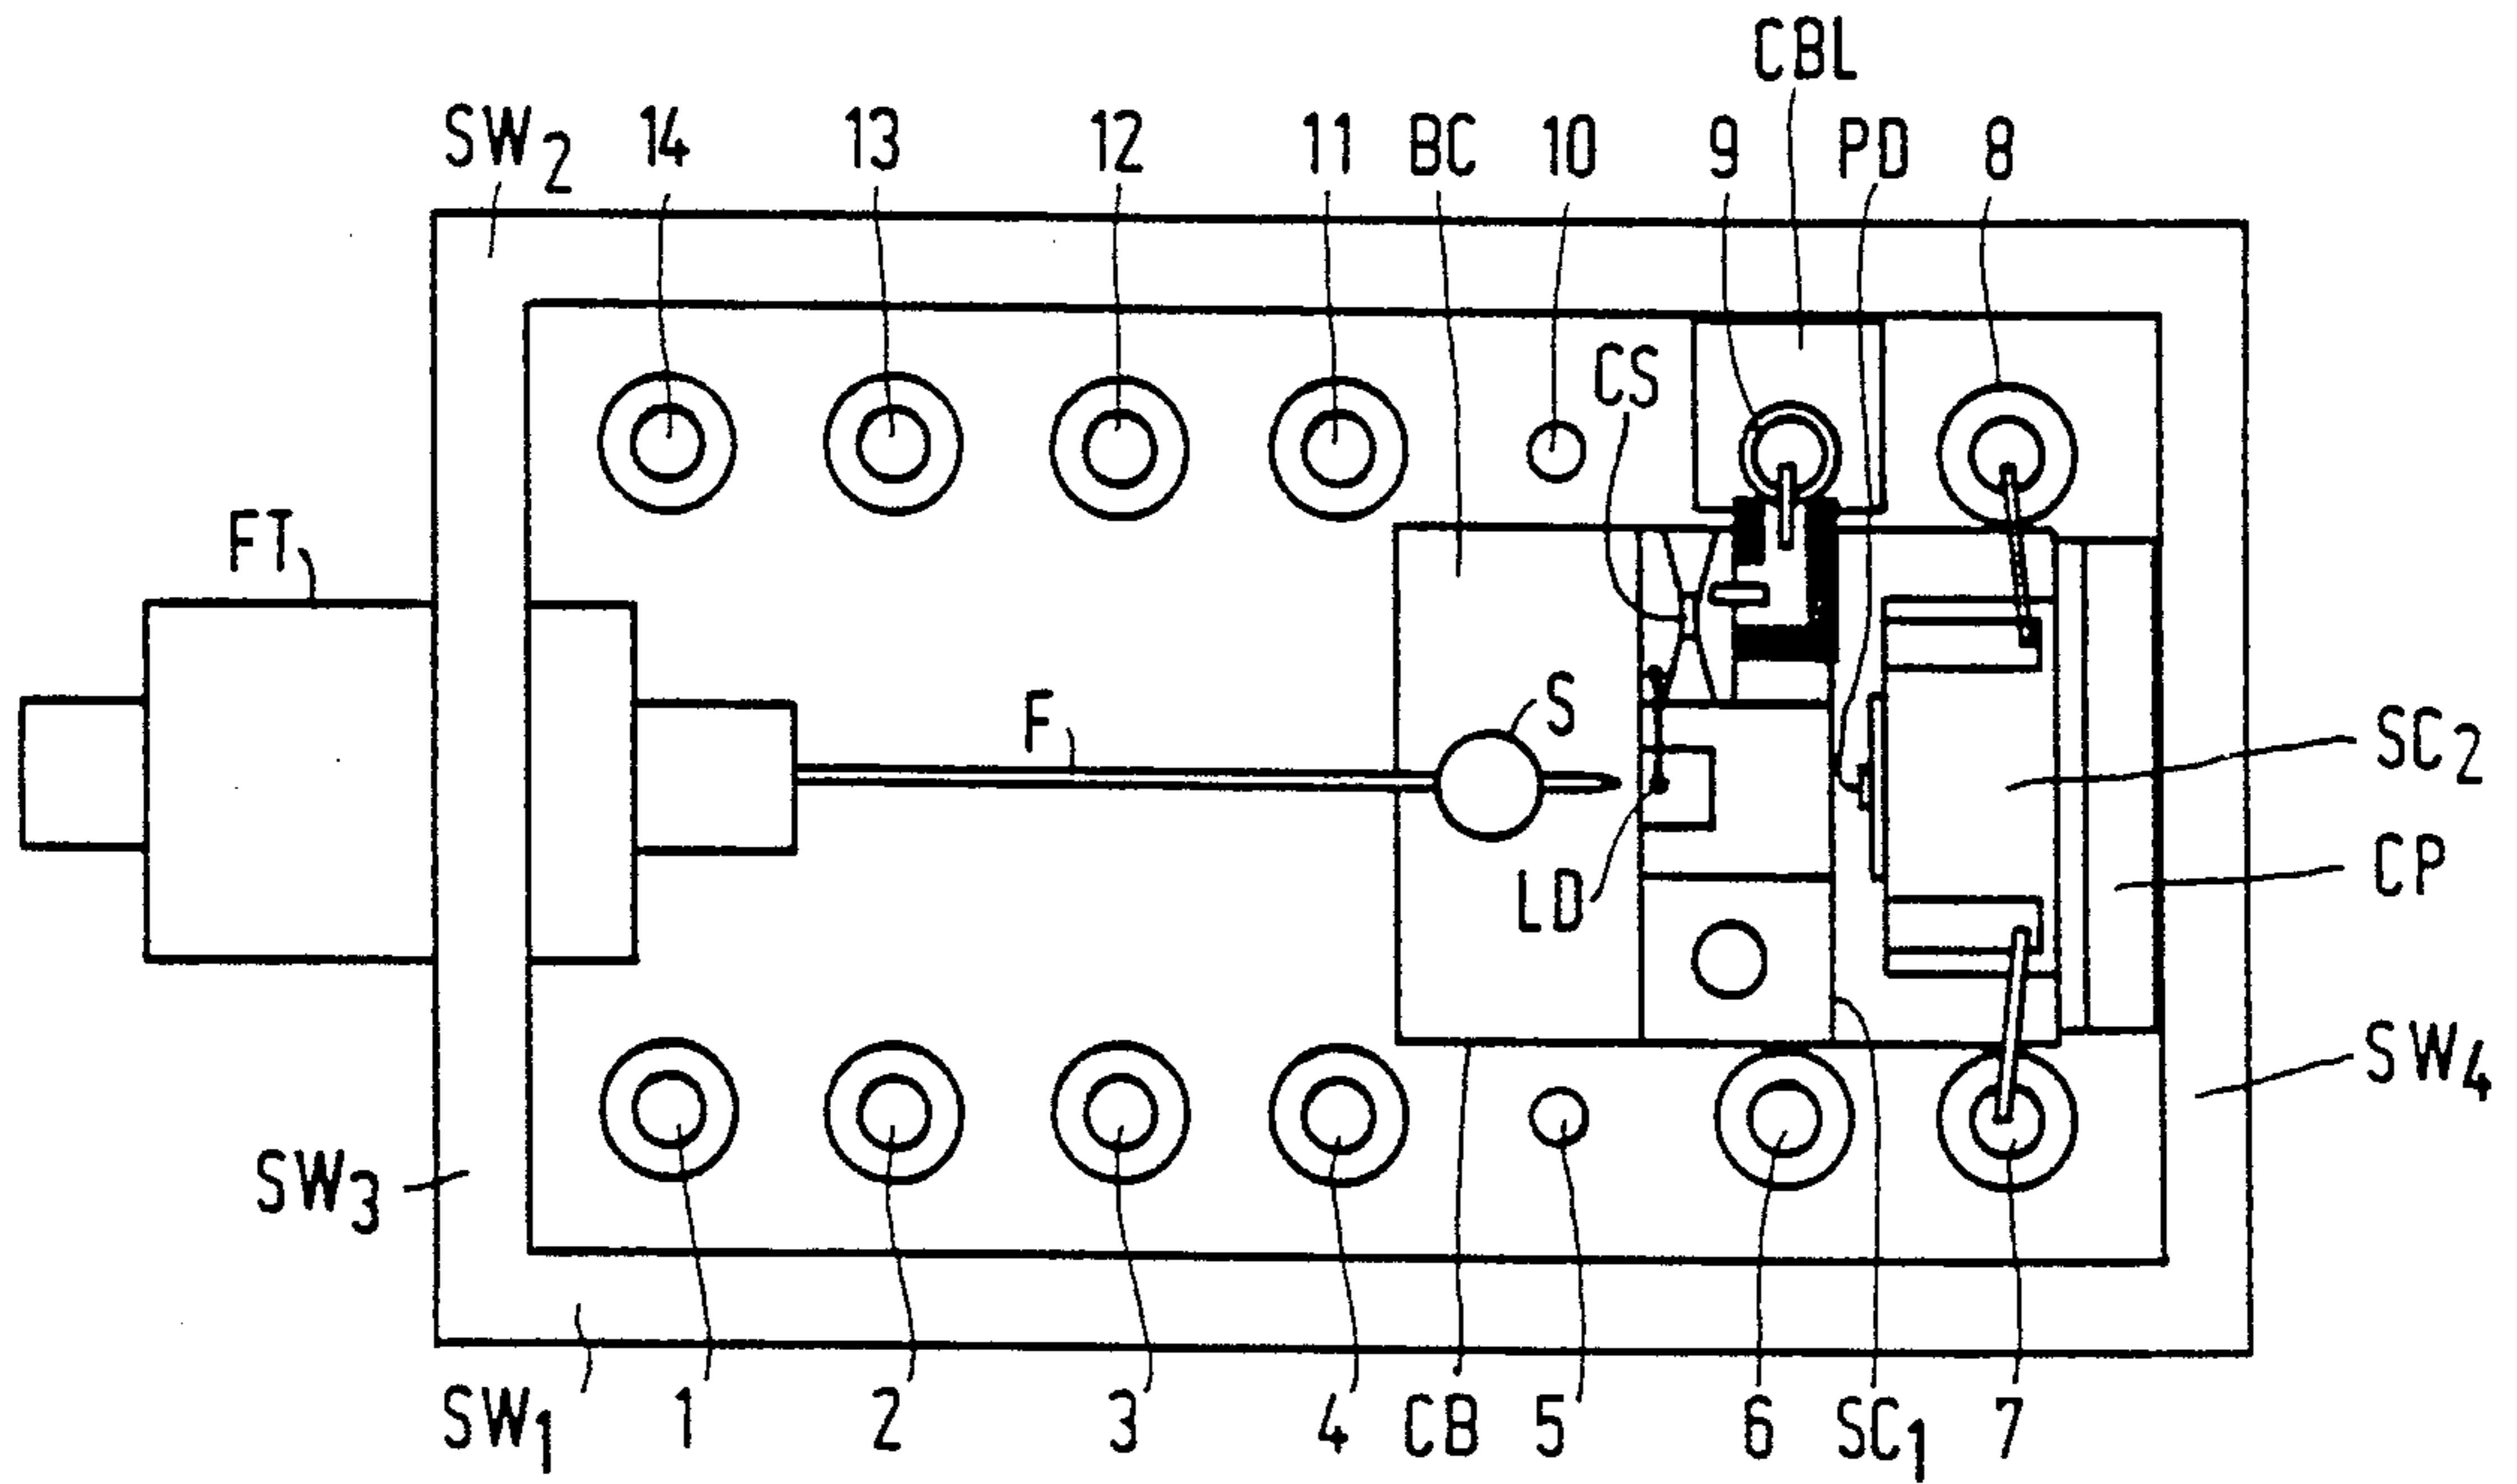 CBL
SW2 14 13 12 11 BC 10 9 PD 8
CS
FT
F S
SC2
LD CP
SW4
SW3
SW1 1 2 3 4 CB 5 6 SC1 7